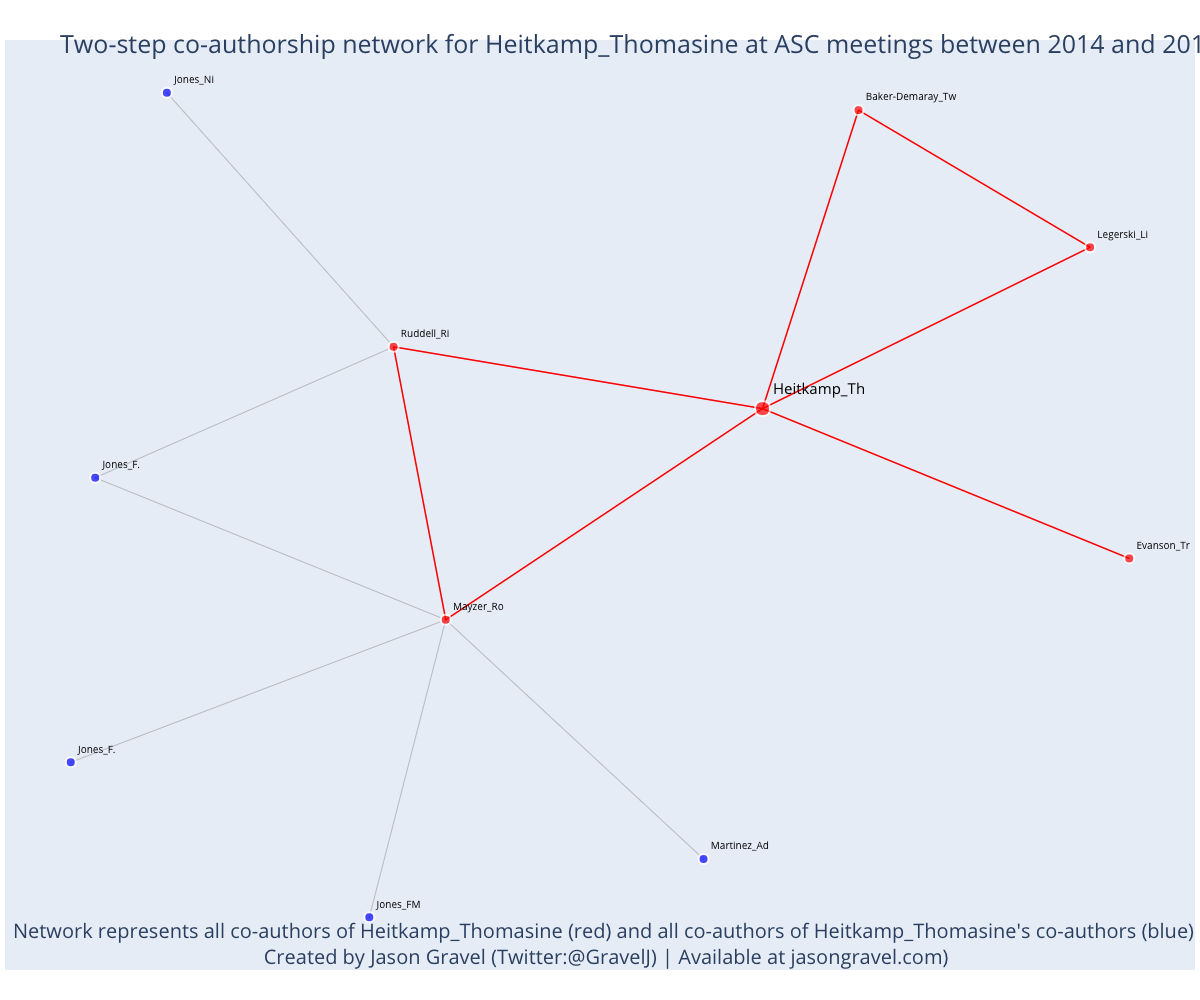 Two-step co-authorship network for Heitkamp_Thomasine at ASC meetings between 2014 and 201
Jones_Ni
Baker-Demaray_Tw
Legerski_Li
Ruddell_Ri
Heitkamp_Th
Jones_F.
Evanson_Tr
Mayzer_Ro
Jones_F.
Martinez_Ad
Jones_FM
Network represents all co-authors of Heitkamp_Thomasine (red) and all co-authors of Heitkamp_Thomasine's co-authors (blue)
Created by Jason Gravel (Twitter:@GravelJ) | Available at jasongravel.com)